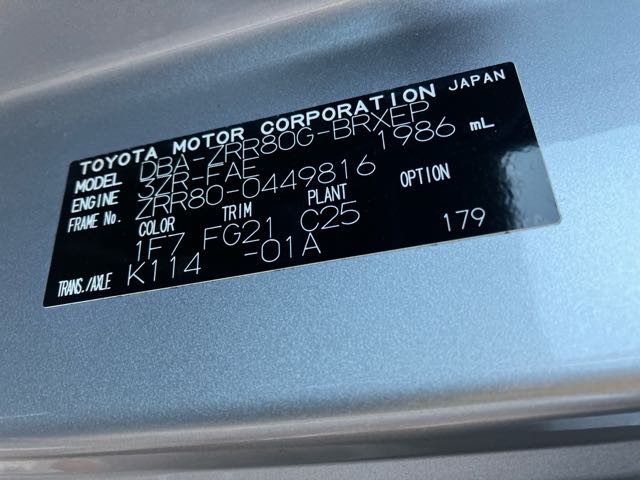 TOYOTA MOTOR CORPORATION JAPAN
MODEL DBA-ZRR80G-BRXEP
ENGINE 3ZR-FAE 1986 mL
FRAME No. ZRR80-0449816
COLOR TRIM PLANT OPTION
1F7 FG21 C25 179
TRANS./AXLE K114 -01A